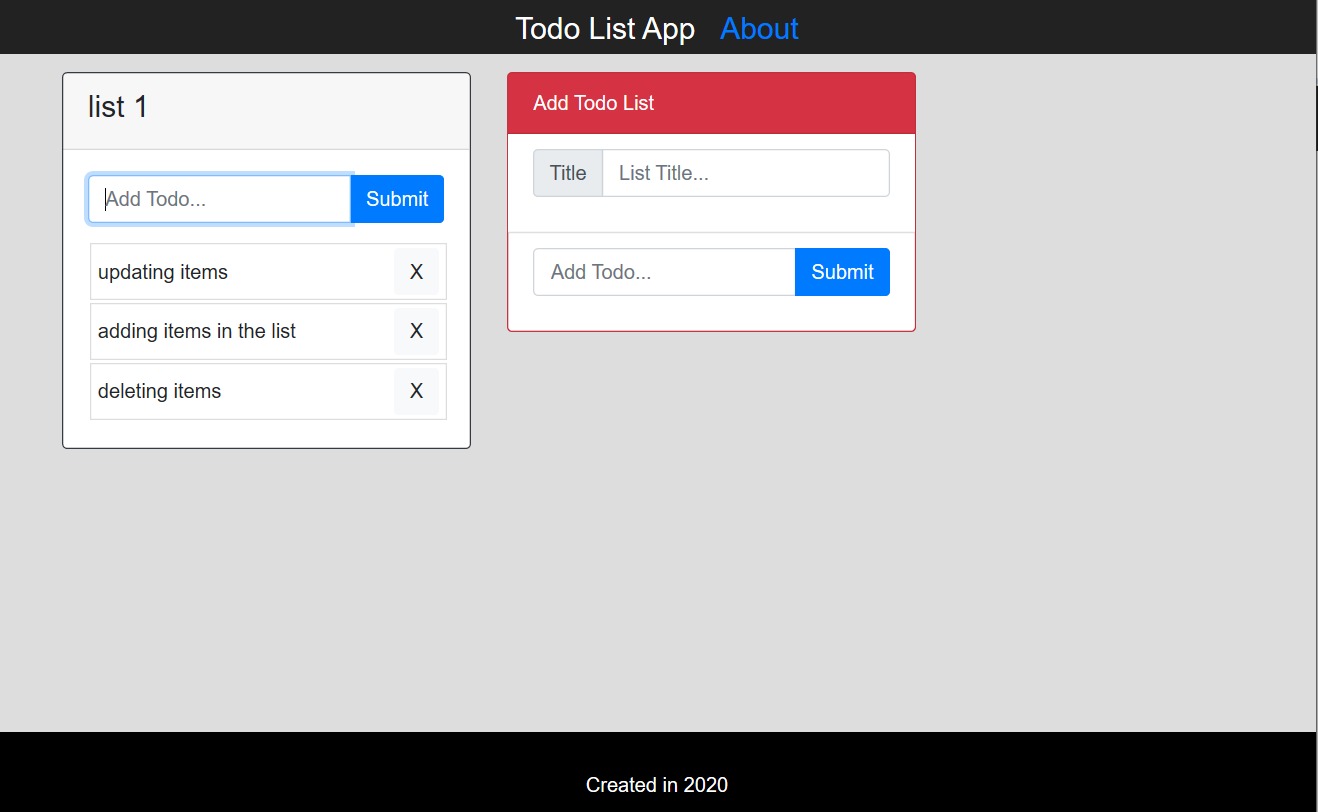 Todo List App About
list 1
Add Todo... Submit
updating items X
adding items in the list X
deleting items X
Add Todo List
Title List Title...
Add Todo... Submit
Created in 2020